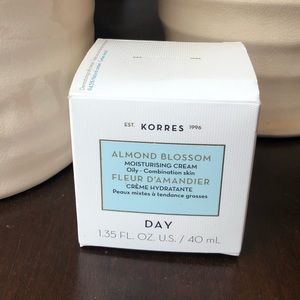 EST. KORRES 1996
ALMOND BLOSSOM
MOISTURISING CREAM
Oily - Combination skin
FLEUR D'AMANDIER
CRÈME HYDRATANTE
Peaux mixtes à tendance grasses
DAY
1.35 FL. OZ. U.S. / 40 mL